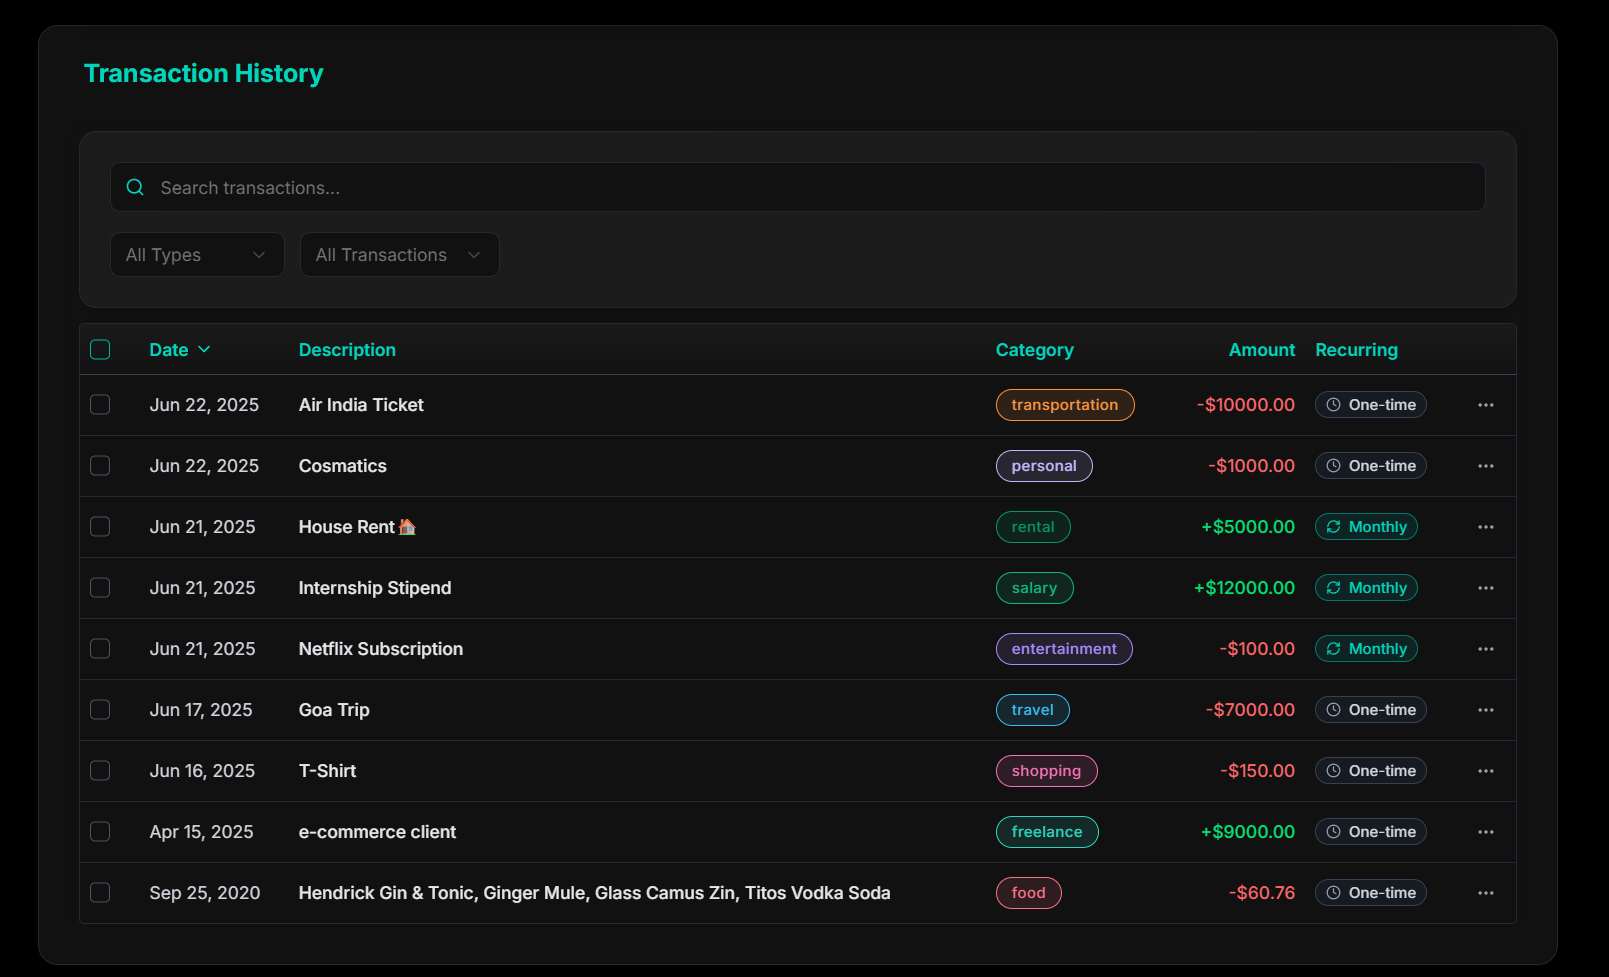 Transaction History
Search transactions...
All Types All Transactions
Date Description Category Amount Recurring
Jun 22, 2025 Air India Ticket transportation -$10000.00 One-time
Jun 22, 2025 Cosmatics personal -$1000.00 One-time
Jun 21, 2025 House Rent🏠 rental +$5000.00 Monthly
Jun 21, 2025 Internship Stipend salary +$12000.00 Monthly
Jun 21, 2025 Netflix Subscription entertainment -$100.00 Monthly
Jun 17, 2025 Goa Trip travel -$7000.00 One-time
Jun 16, 2025 T-Shirt shopping -$150.00 One-time
Apr 15, 2025 e-commerce client freelance +$9000.00 One-time
Sep 25, 2020 Hendrick Gin & Tonic, Ginger Mule, Glass Camus Zin, Titos Vodka Soda food -$60.76 One-time